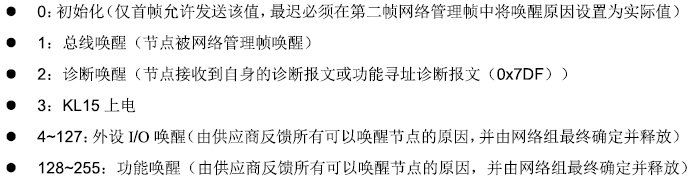 ● 0：初始化（仅首帧允许发送该值，最迟必须在第二帧网络管理帧中将唤醒原因设置为实际值）
● 1：总线唤醒（节点被网络管理帧唤醒）
● 2：诊断唤醒（节点接收到自身的诊断报文或功能寻址诊断报文（0x7DF））
● 3：KL15 上电
● 4~127：外设 I/O 唤醒（由供应商反馈所有可以唤醒节点的原因，并由网络组最终确定并释放）
● 128~255：功能唤醒（由供应商反馈所有可以唤醒节点的原因，并由网络组最终确定并释放）